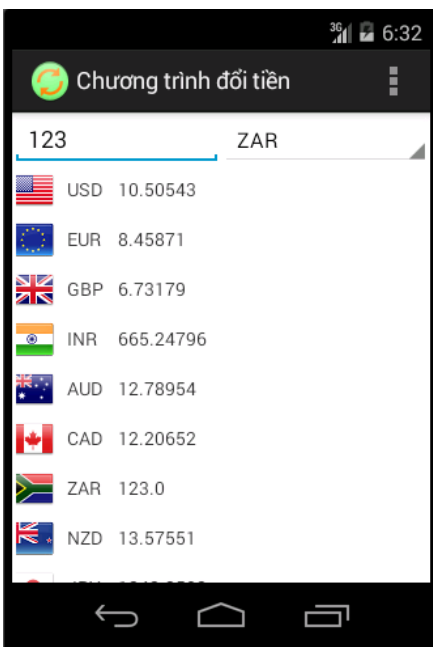 3G 6:32
Chương trình đổi tiền
123 ZAR
USD 10.50543
EUR 8.45871
GBP 6.73179
INR 665.24796
AUD 12.78954
CAD 12.20652
ZAR 123.0
NZD 13.57551